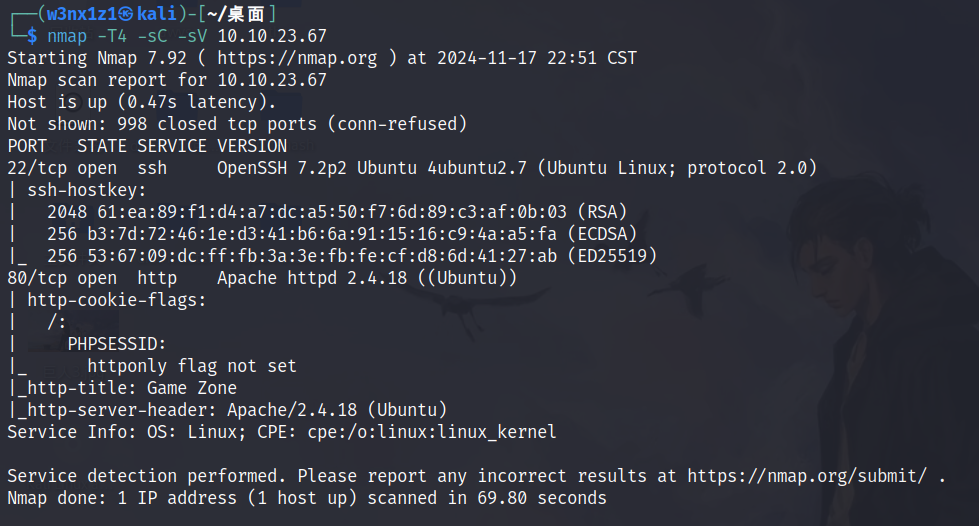 ┌──(w3nx1z1㉿kali)-[~/桌面]
└─$ nmap -T4 -sC -sV 10.10.23.67
Starting Nmap 7.92 ( https://nmap.org ) at 2024-11-17 22:51 CST
Nmap scan report for 10.10.23.67
Host is up (0.47s latency).
Not shown: 998 closed tcp ports (conn-refused)
PORT   STATE SERVICE VERSION
22/tcp open  ssh     OpenSSH 7.2p2 Ubuntu 4ubuntu2.7 (Ubuntu Linux; protocol 2.0)
| ssh-hostkey:
|   2048 61:ea:89:f1:d4:a7:dc:a5:50:f7:6d:89:c3:af:0b:03 (RSA)
|   256 b3:7d:72:46:1e:d3:41:b6:6a:91:15:16:c9:4a:a5:fa (ECDSA)
|_  256 53:67:09:dc:ff:fb:3a:3e:fb:fe:cf:d8:6d:41:27:ab (ED25519)
80/tcp open  http    Apache httpd 2.4.18 ((Ubuntu))
| http-cookie-flags:
|   /:
|     PHPSESSID:
|_      httponly flag not set
|_http-title: Game Zone
|_http-server-header: Apache/2.4.18 (Ubuntu)
Service Info: OS: Linux; CPE: cpe:/o:linux:linux_kernel

Service detection performed. Please report any incorrect results at https://nmap.org/submit/ .
Nmap done: 1 IP address (1 host up) scanned in 69.80 seconds